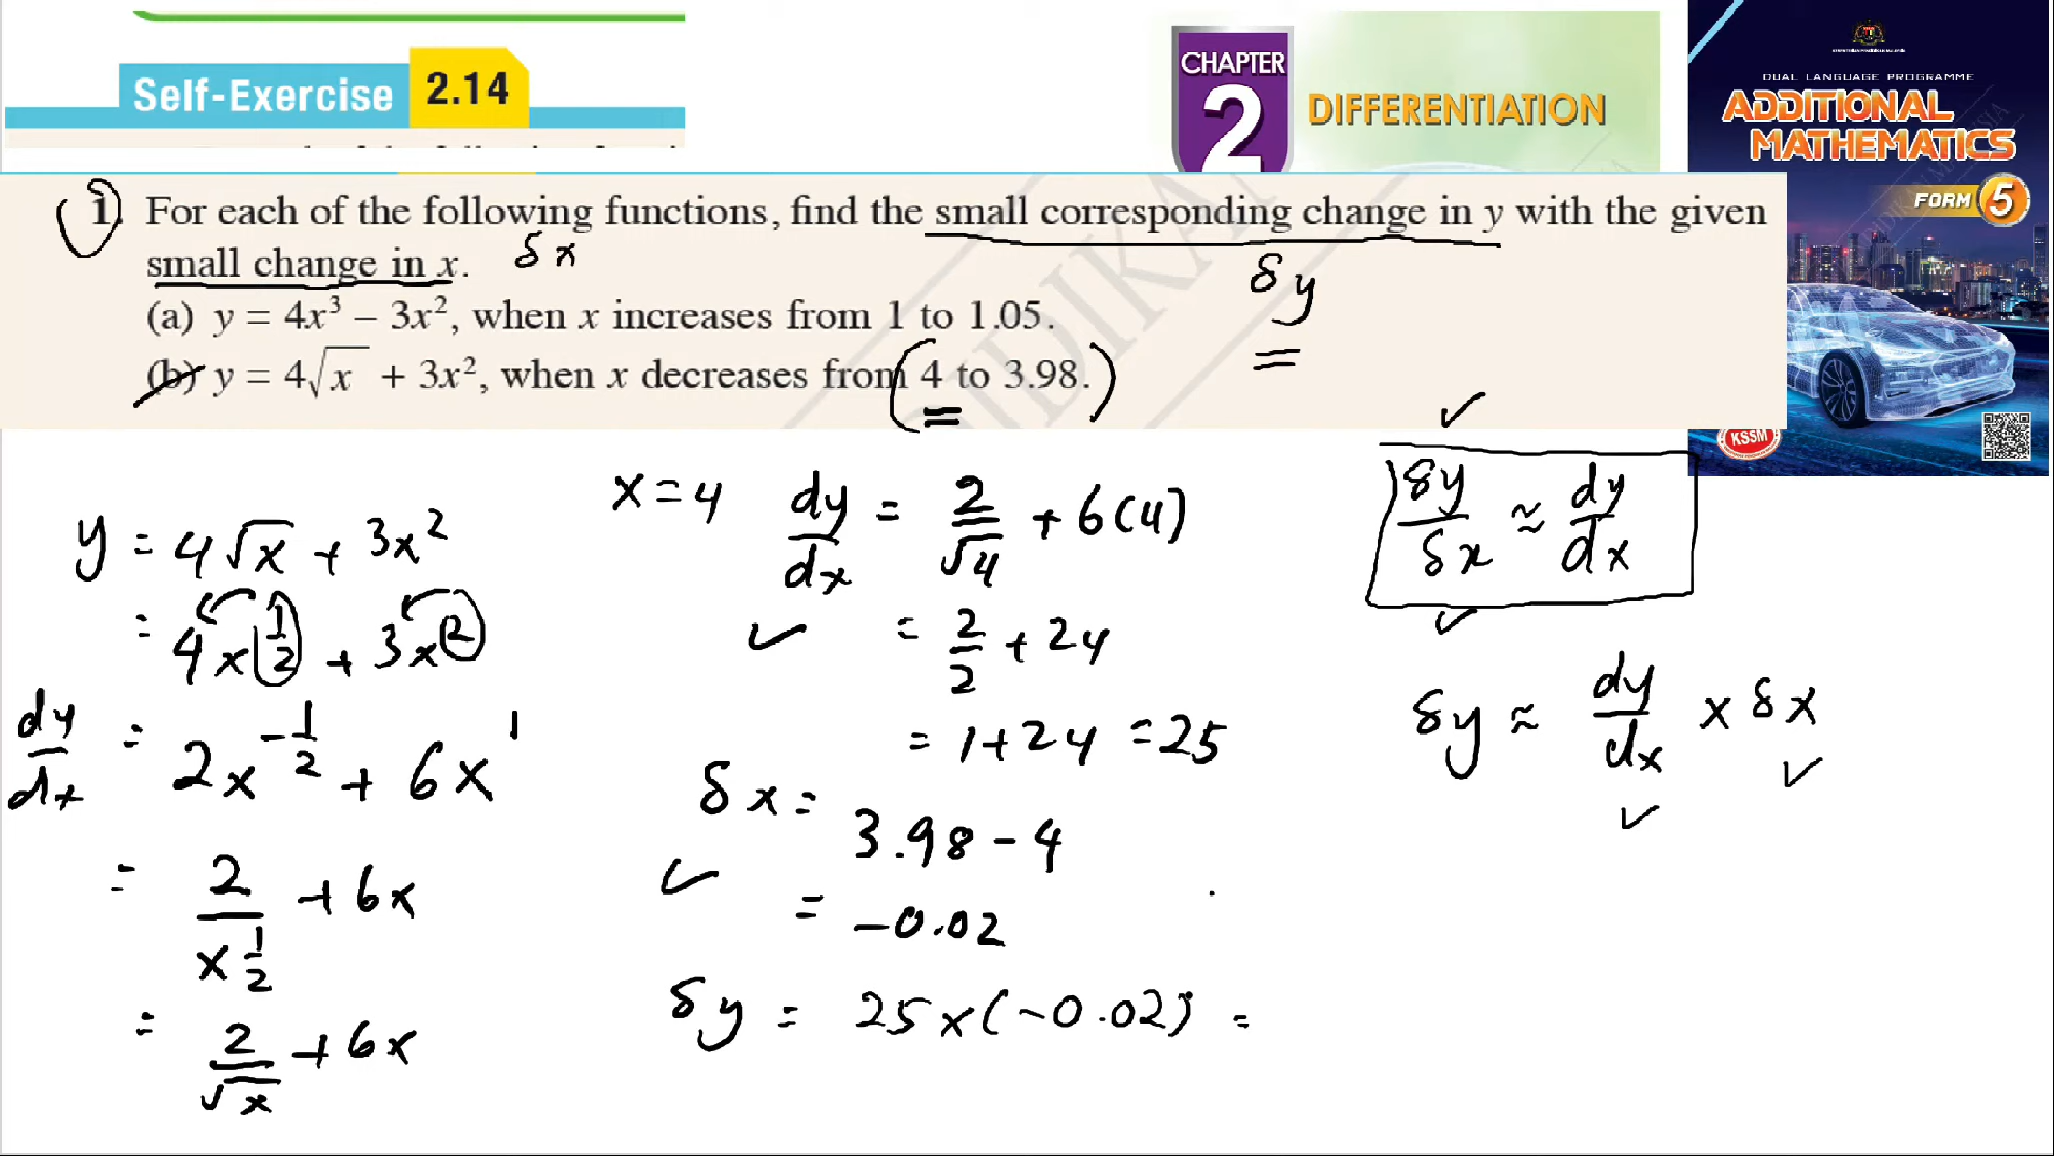 Self-Exercise 2.14
CHAPTER
2
DIFFERENTIATION
DUAL LANGUAGE PROGRAMME
ADDITIONAL
MATHEMATICS
FORM 5
KSSM
1. For each of the following functions, find the small corresponding change in y with the given
small change in x.
δx
δy
=
(a) y = 4x³ – 3x², when x increases from 1 to 1.05.
(b) y = 4√x + 3x², when x decreases from (4 to 3.98.)
y = 4√x + 3x²
= 4x^(1/2) + 3x²
dy/dx = 2x^(-1/2) + 6x^1
= 2/x^(1/2) + 6x
= 2/√x + 6x
x = 4 dy/dx = 2/√4 + 6(4)
✓ = 2/2 + 24
= 1 + 24 = 25
δx = 3.98 - 4
✓ = -0.02
δy = 25 x (-0.02) =
✓
δy/δx ≈ dy/dx
✓
δy ≈ dy/dx x δx
✓ ✓